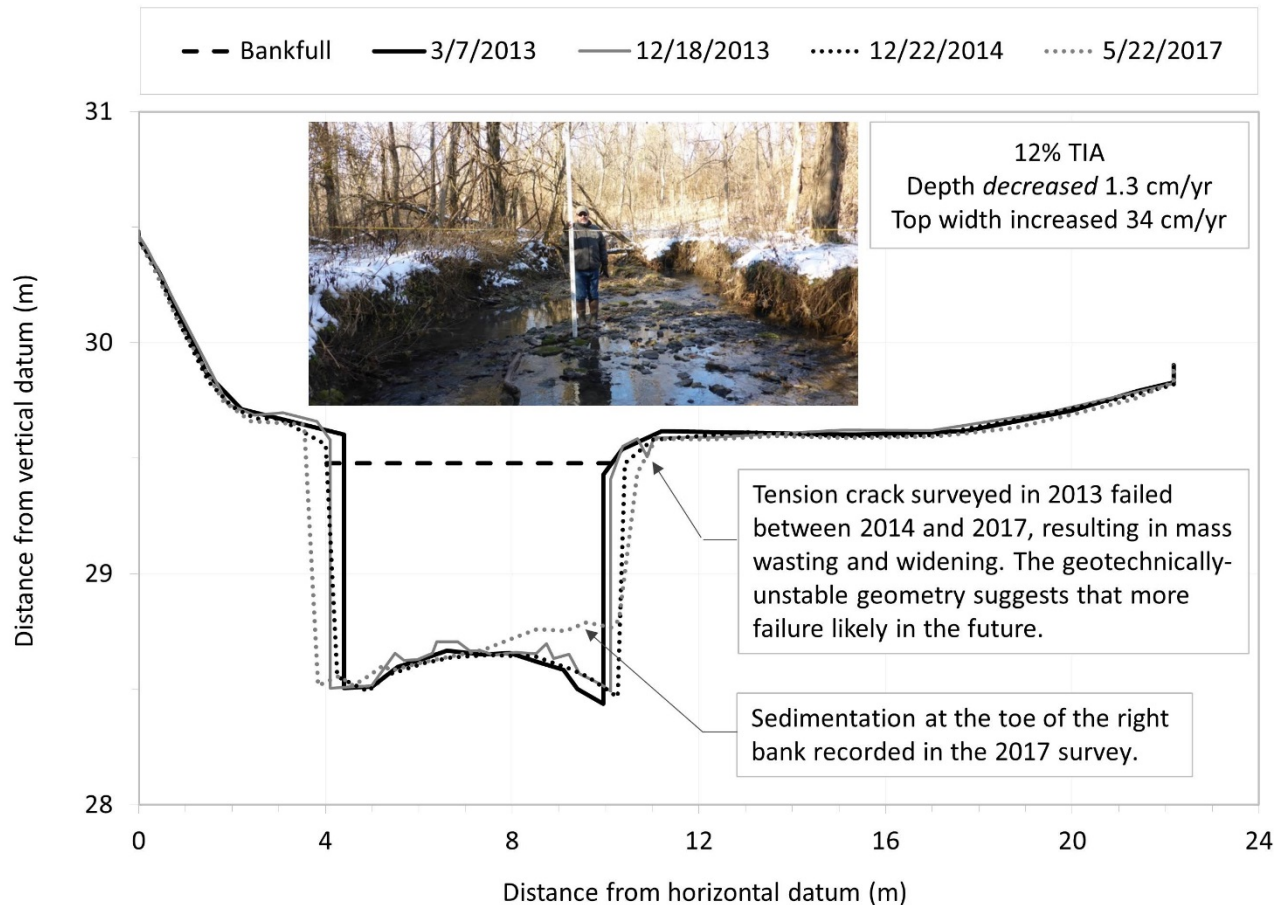 Bankfull 3/7/2013 12/18/2013 12/22/2014 5/22/2017
31
30
29
28
Distance from vertical datum (m)
12% TIA
Depth decreased 1.3 cm/yr
Top width increased 34 cm/yr
Tension crack surveyed in 2013 failed
between 2014 and 2017, resulting in mass
wasting and widening. The geotechnically-
unstable geometry suggests that more
failure likely in the future.
Sedimentation at the toe of the right
bank recorded in the 2017 survey.
0 4 8 12 16 20 24
Distance from horizontal datum (m)